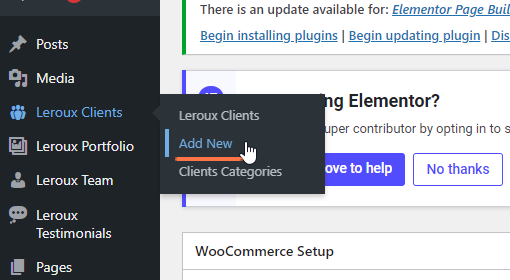 There is an update available for: Elementor Page Buil
Begin installing plugins | Begin updating plugin | Dis
Posts
Media
Leroux Clients
Leroux Portfolio
Leroux Team
Leroux
Testimonials
Pages
Leroux Clients
Add New
Clients Categories
ng Elementor?
uper contributor by opting in to s
ove to help
No thanks
WooCommerce Setup